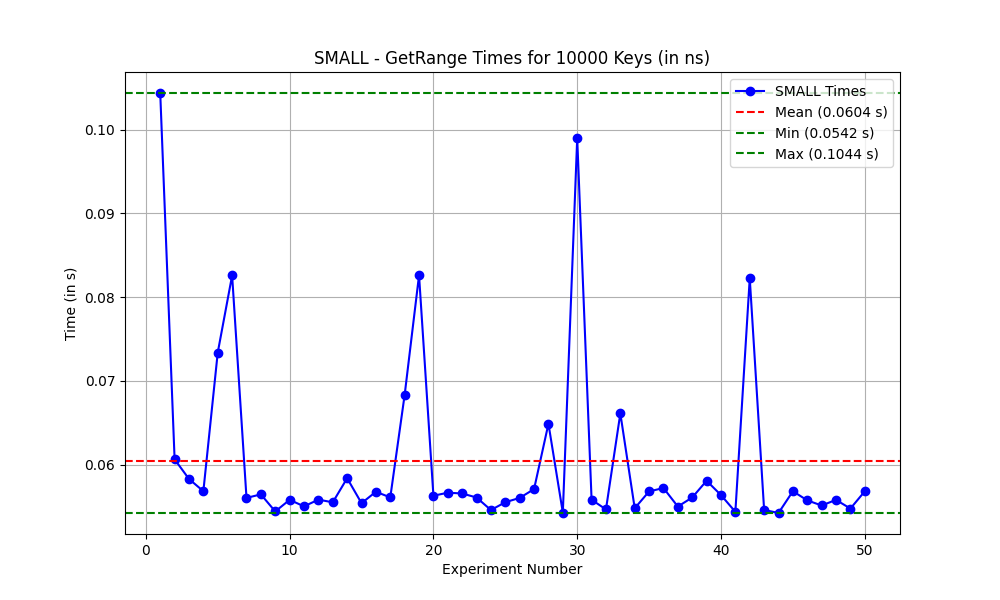 SMALL - GetRange Times for 10000 Keys (in ns)
SMALL Times
Mean (0.0604 s)
Min (0.0542 s)
Max (0.1044 s)
Time (in s)
0.10
0.09
0.08
0.07
0.06
0 10 20 30 40 50
Experiment Number